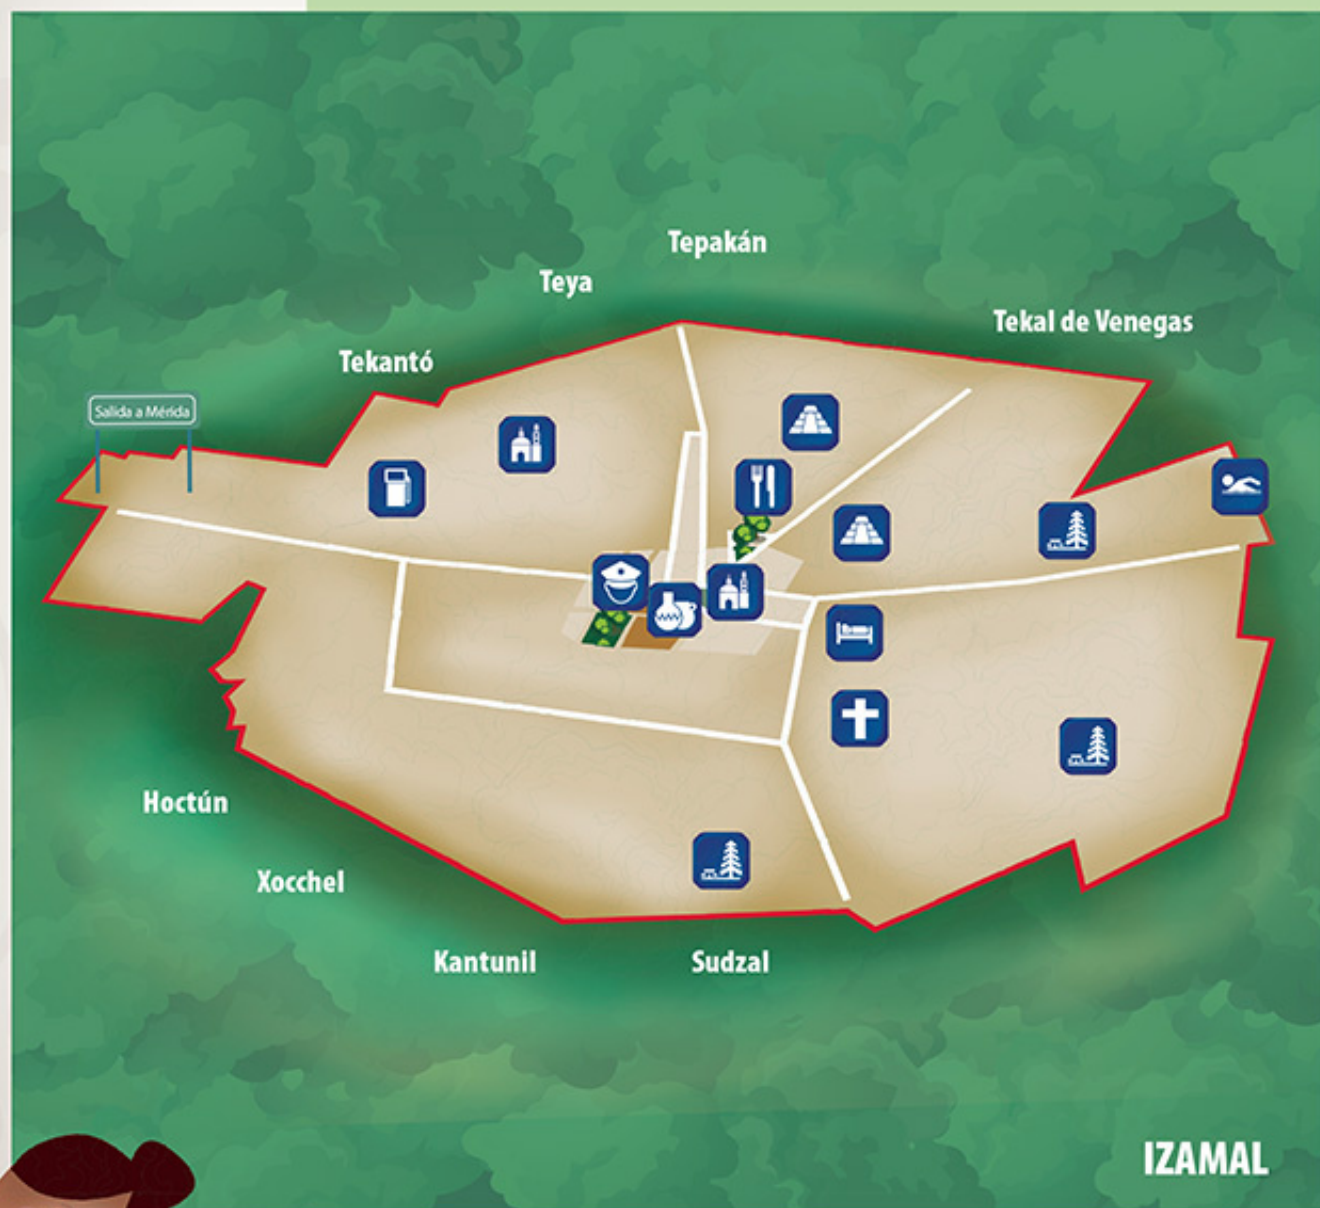 Tepakán
Teya
Tekal de Venegas
Tekantó
Salida a Mérida
Hoctún
Xocchel
Kantunil
Sudzal
IZAMAL